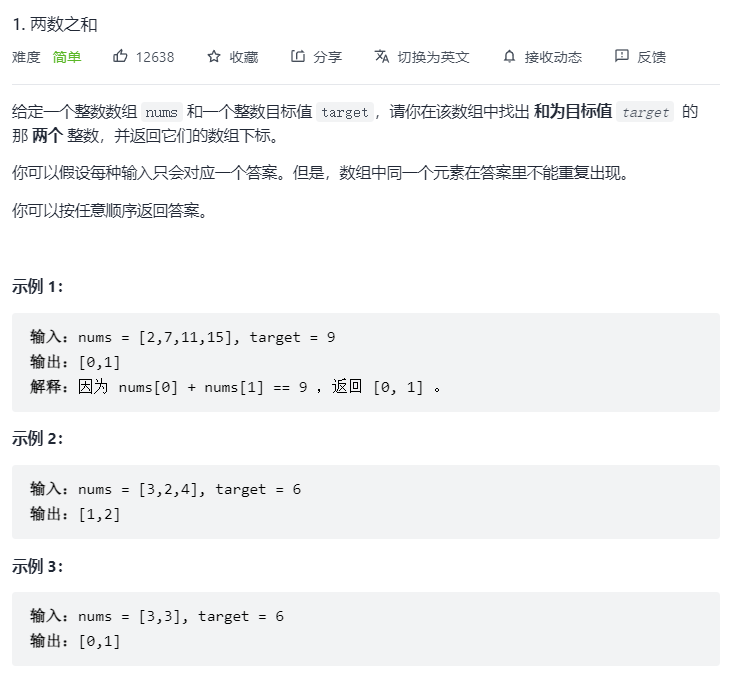 1. 两数之和
难度 简单 12638 收藏 分享 切换为英文 接收动态 反馈
给定一个整数数组 nums 和一个整数目标值 target，请你在该数组中找出 和为目标值 target 的
那 两个 整数，并返回它们的数组下标。
你可以假设每种输入只会对应一个答案。但是，数组中同一个元素在答案里不能重复出现。
你可以按任意顺序返回答案。
示例 1：
输入：nums = [2,7,11,15], target = 9
输出：[0,1]
解释：因为 nums[0] + nums[1] == 9 ，返回 [0, 1] 。
示例 2：
输入：nums = [3,2,4], target = 6
输出：[1,2]
示例 3：
输入：nums = [3,3], target = 6
输出：[0,1]